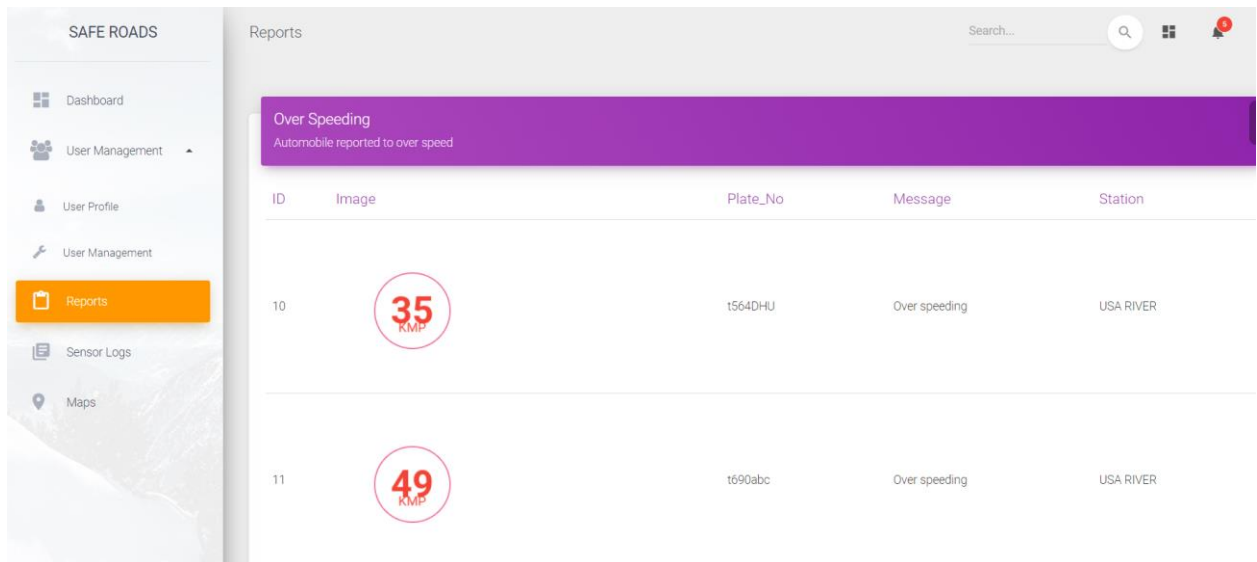 SAFE ROADS
Reports
Search...
5
Dashboard
User Management
User Profile
User Management
Reports
Sensor Logs
Maps
Over Speeding
Automobile reported to over speed
ID Image Plate_No Message Station
10 35 KMP t564DHU Over speeding USA RIVER
11 49 KMP t690abc Over speeding USA RIVER